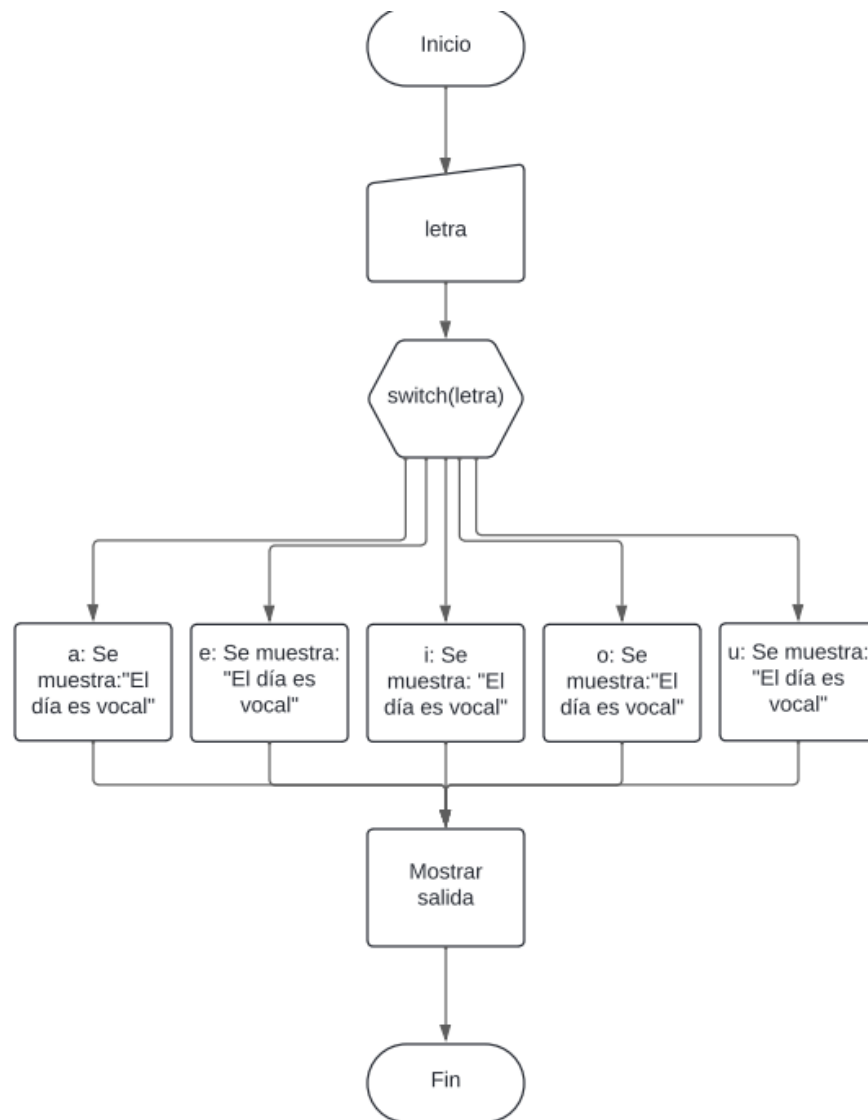 Inicio
letra
switch(letra)
a: Se
muestra:"El
día es vocal"
e: Se muestra:
"El día es
vocal"
i: Se
muestra: "El
día es vocal"
o: Se
muestra:"El
día es vocal"
u: Se muestra:
"El día es
vocal"
Mostrar
salida
Fin